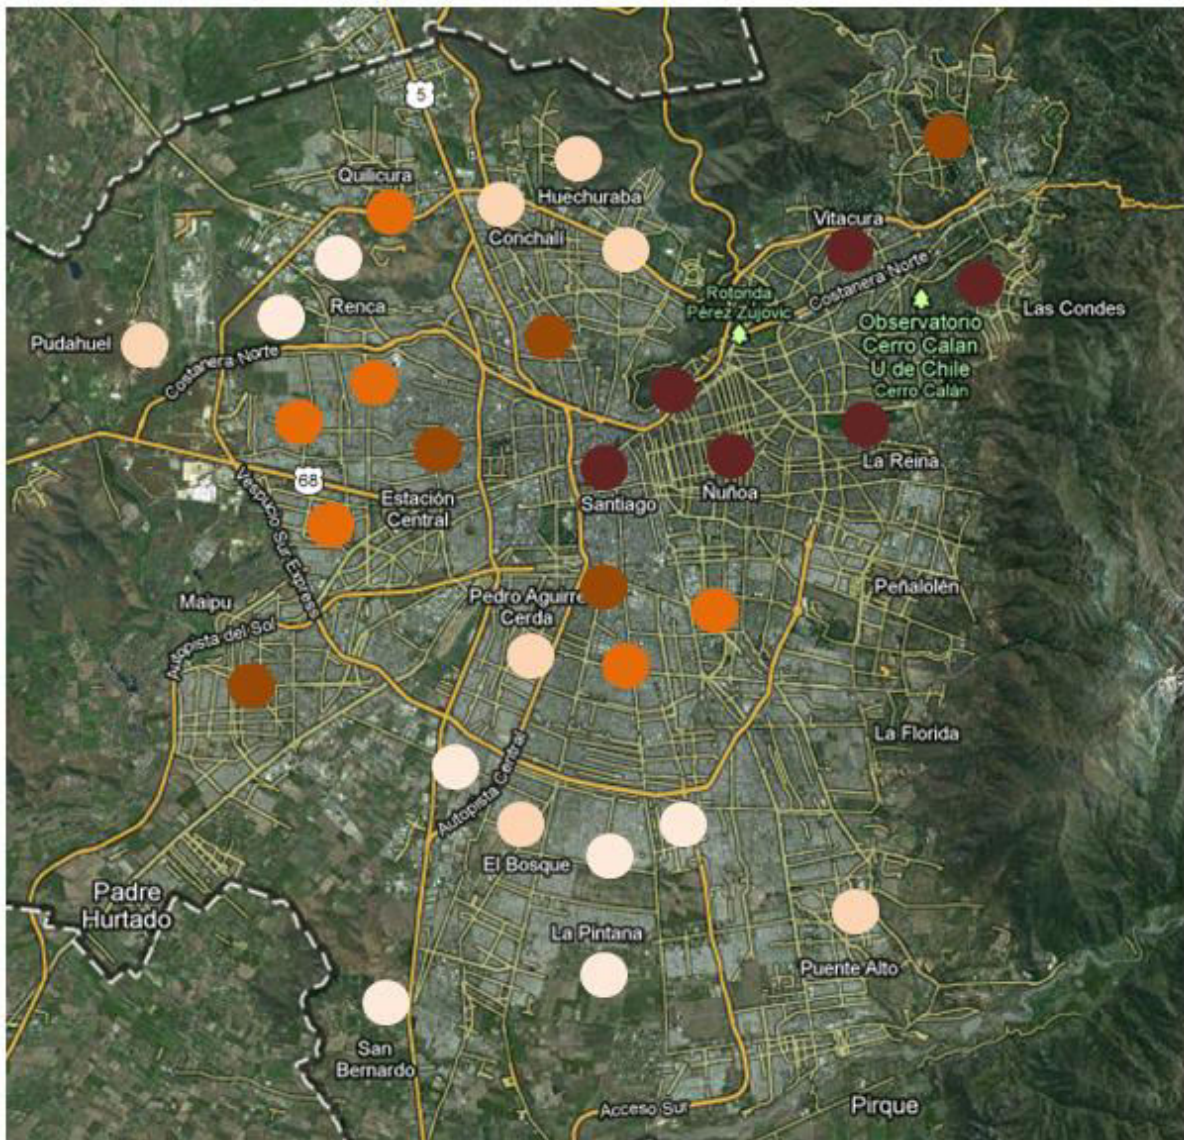 5
Quilicura
Huechuraba
Conchalí
Vitacura
Costanera Norte
Rotonda
Pérez Zujovic
Renca
Las Condes
Observatorio
Cerro Calan
U de Chile
Cerro Calán
Pudahuel
Costanera Norte
La Reina
68
Estación
Central
Santiago
Ñuñoa
Vespucio Sur Express
Maipu
Pedro Aguirre
Cerda
Peñalolén
Autopista del Sol
La Florida
Autopista Central
El Bosque
Padre
Hurtado
La Pintana
Puente Alto
San
Bernardo
Acceso Sur
Pirque